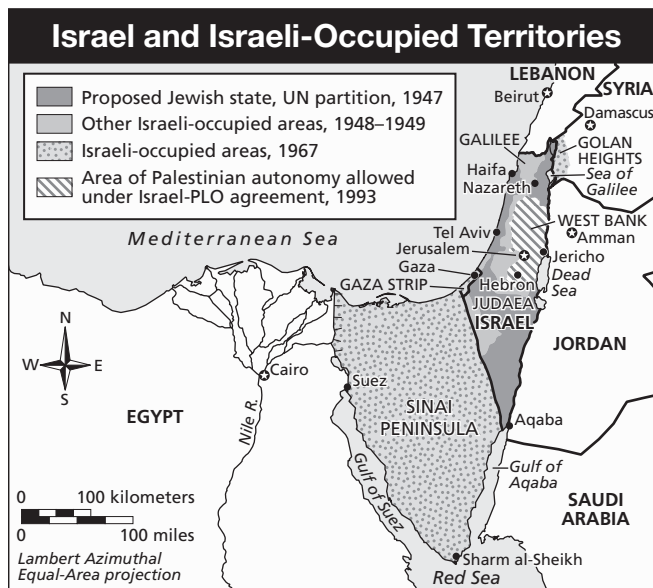 Israel and Israeli-Occupied Territories
Proposed Jewish state, UN partition, 1947
Other Israeli-occupied areas, 1948–1949
Israeli-occupied areas, 1967
Area of Palestinian autonomy allowed
under Israel-PLO agreement, 1993
LEBANON
Beirut
SYRIA
Damascus
GALILEE
GOLAN
HEIGHTS
Sea of
Galilee
Haifa
Nazareth
Mediterranean Sea
Tel Aviv
WEST BANK
Jerusalem
Amman
Gaza
Jericho
GAZA STRIP
Hebron
Dead
Sea
JUDAEA
ISRAEL
JORDAN
N
W
E
S
Cairo
Suez
EGYPT
Nile R.
SINAI
PENINSULA
Aqaba
Gulf of Suez
Gulf of
Aqaba
SAUDI
ARABIA
0 100 kilometers
0 100 miles
Lambert Azimuthal
Equal-Area projection
Sharm al-Sheikh
Red Sea